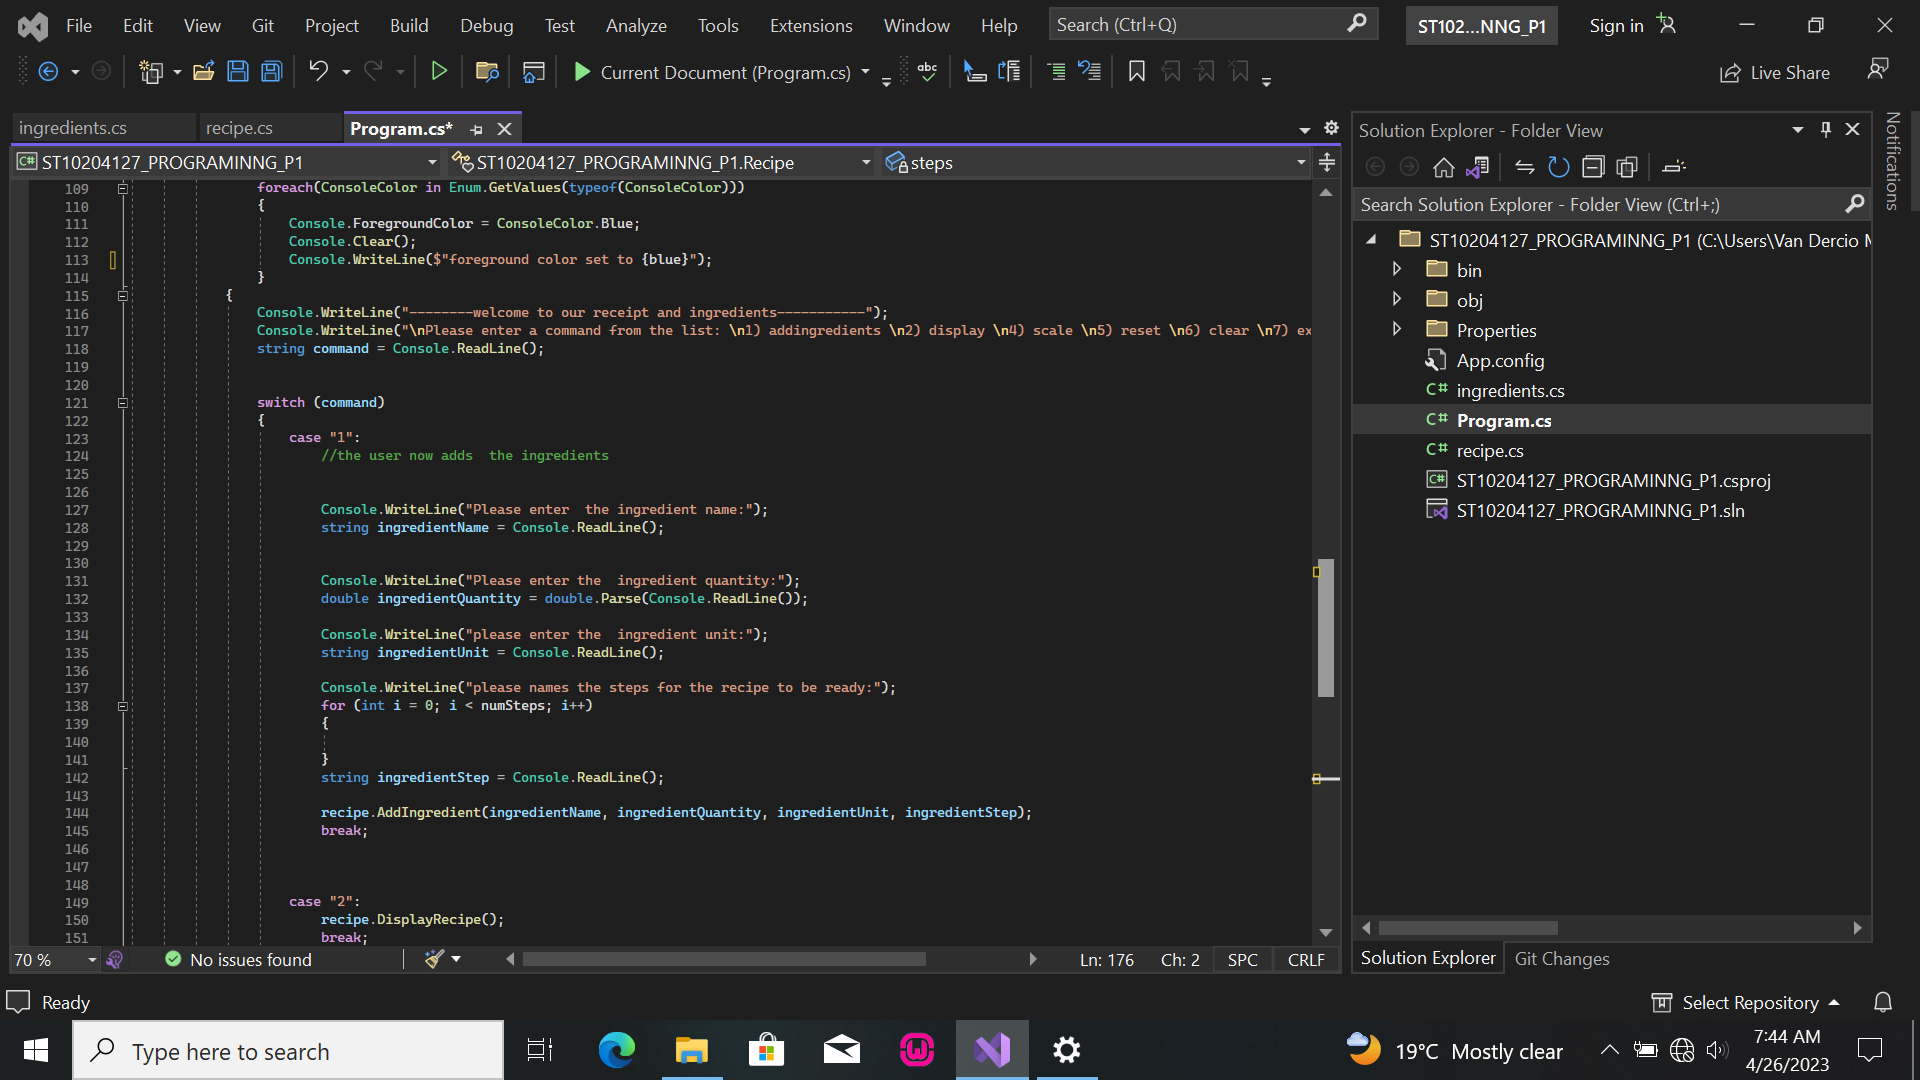 File Edit View Git Project Build Debug Test Analyze Tools Extensions Window Help Search (Ctrl+Q) ST102...NNG_P1 Sign in
Current Document (Program.cs) abc Live Share
ingredients.cs recipe.cs Program.cs*
C# ST10204127_PROGRAMINNG_P1 ST10204127_PROGRAMINNG_P1.Recipe steps
109 foreach(ConsoleColor in Enum.GetValues(typeof(ConsoleColor)))
110 {
111 Console.ForegroundColor = ConsoleColor.Blue;
112 Console.Clear();
113 Console.WriteLine($"foreground color set to {blue}");
114 }
115 {
116 Console.WriteLine("--------welcome to our receipt and ingredients-----------");
117 Console.WriteLine("\nPlease enter a command from the list: \n1) addingredients \n2) display \n4) scale \n5) reset \n6) clear \n7) ex
118 string command = Console.ReadLine();
119
120
121 switch (command)
122 {
123 case "1":
124 //the user now adds  the ingredients
125
126
127 Console.WriteLine("Please enter  the ingredient name:");
128 string ingredientName = Console.ReadLine();
129
130
131 Console.WriteLine("Please enter the  ingredient quantity:");
132 double ingredientQuantity = double.Parse(Console.ReadLine());
133
134 Console.WriteLine("please enter the  ingredient unit:");
135 string ingredientUnit = Console.ReadLine();
136
137 Console.WriteLine("please names the steps for the recipe to be ready:");
138 for (int i = 0; i < numSteps; i++)
139 {
140
141 }
142 string ingredientStep = Console.ReadLine();
143
144 recipe.AddIngredient(ingredientName, ingredientQuantity, ingredientUnit, ingredientStep);
145 break;
146
147
148
149 case "2":
150 recipe.DisplayRecipe();
151 break;
70 % No issues found Ln: 176 Ch: 2 SPC CRLF
Solution Explorer - Folder View
Search Solution Explorer - Folder View (Ctrl+;)
ST10204127_PROGRAMINNG_P1 (C:\Users\Van Dercio M
bin
obj
Properties
App.config
C# ingredients.cs
C# Program.cs
C# recipe.cs
C# ST10204127_PROGRAMINNG_P1.csproj
ST10204127_PROGRAMINNG_P1.sln
Solution Explorer Git Changes
Notifications
Ready Select Repository
Type here to search 19°C Mostly clear 7:44 AM
4/26/2023